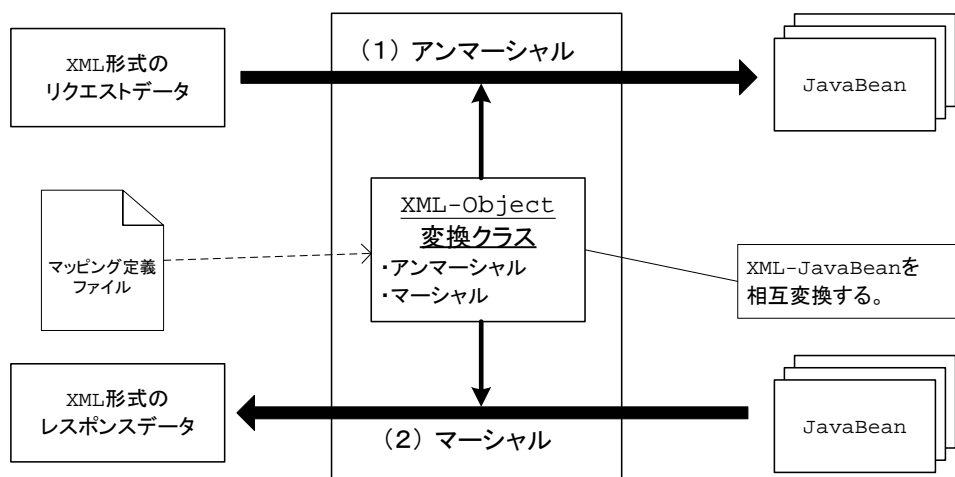 (1) アンマーシャル
XML形式の
リクエストデータ
JavaBean
XML-Object
変換クラス
・アンマーシャル
・マーシャル
マッピング定義
ファイル
XML-JavaBeanを
相互変換する。
XML形式の
レスポンスデータ
JavaBean
(2) マーシャル